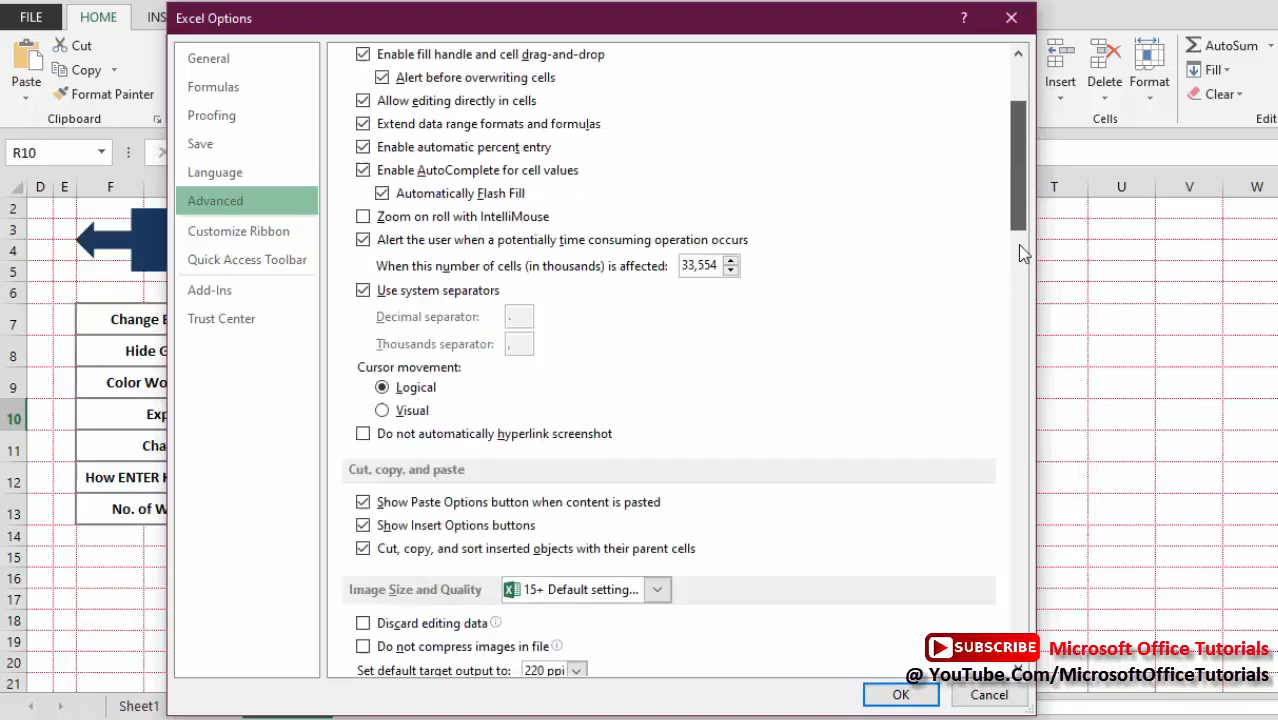 FILE
HOME
INS
Excel Options
?
Cut
Copy
Format Painter
Paste
Clipboard
Insert
Delete
Format
Cells
AutoSum
Fill
Clear
Edit
R10
D E F
T U V W
2
3
4
5
6
7
8
9
10
11
12
13
14
15
16
17
18
19
20
21
Change
Hide G
Color Wo
Exp
Cha
How ENTER
No. of W
General
Formulas
Proofing
Save
Language
Advanced
Customize Ribbon
Quick Access Toolbar
Add-Ins
Trust Center
Enable fill handle and cell drag-and-drop
Alert before overwriting cells
Allow editing directly in cells
Extend data range formats and formulas
Enable automatic percent entry
Enable AutoComplete for cell values
Automatically Flash Fill
Zoom on roll with IntelliMouse
Alert the user when a potentially time consuming operation occurs
When this number of cells (in thousands) is affected: 33,554
Use system separators
Decimal separator: .
Thousands separator: ,
Cursor movement:
Logical
Visual
Do not automatically hyperlink screenshot
Cut, copy, and paste
Show Paste Options button when content is pasted
Show Insert Options buttons
Cut, copy, and sort inserted objects with their parent cells
Image Size and Quality 15+ Default setting...
Discard editing data
Do not compress images in file
Set default target output to: 220 ppi
OK
Cancel
Sheet1
SUBSCRIBE Microsoft Office Tutorials
@ YouTube.Com/MicrosoftOfficeTutorials